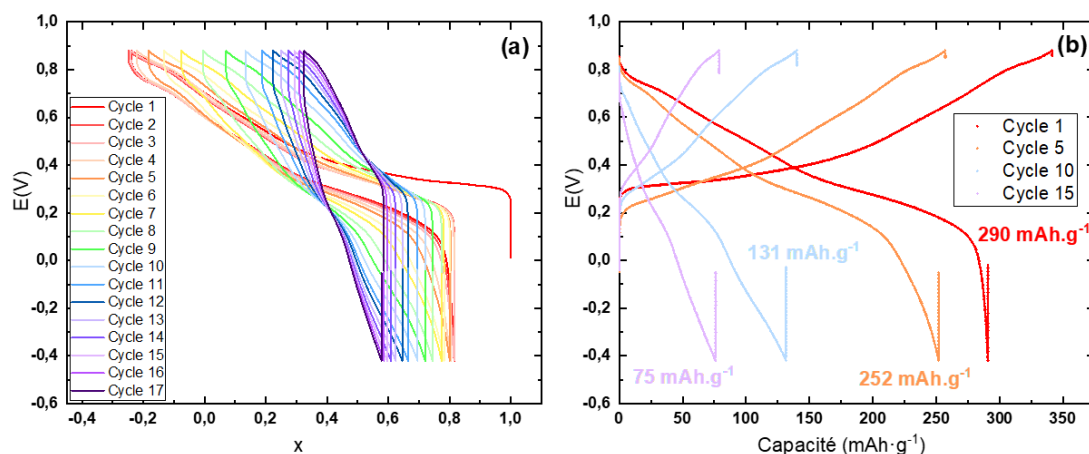 (a)
E(V)
1,0
0,8
0,6
0,4
0,2
0,0
-0,2
-0,4
-0,6
Cycle 1
Cycle 2
Cycle 3
Cycle 4
Cycle 5
Cycle 6
Cycle 7
Cycle 8
Cycle 9
Cycle 10
Cycle 11
Cycle 12
Cycle 13
Cycle 14
Cycle 15
Cycle 16
Cycle 17
-0,4 -0,2 0,0 0,2 0,4 0,6 0,8 1,0
x
(b)
E(V)
1,0
0,8
0,6
0,4
0,2
0,0
-0,2
-0,4
-0,6
Cycle 1
Cycle 5
Cycle 10
Cycle 15
290 mAh.g⁻¹
131 mAh.g⁻¹
75 mAh.g⁻¹
252 mAh.g⁻¹
0 50 100 150 200 250 300 350
Capacité (mAh·g⁻¹)